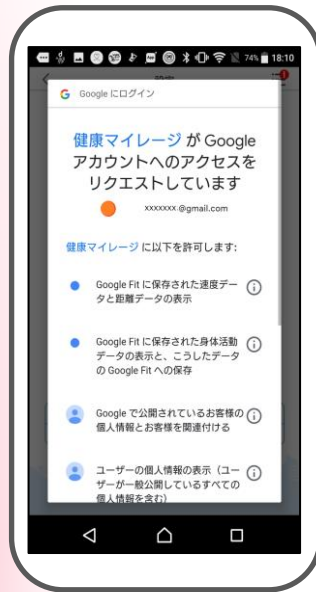 74% 18:10
G Google にログイン
健康マイレージ が Google
アカウントへのアクセスを
リクエストしています
xxxxxxx @gmail.com
健康マイレージ に以下を許可します:
Google Fit に保存された速度デー
タと距離データの表示
Google Fit に保存された身体活動
データの表示と、こうしたデータ
の Google Fit への保存
Google で公開されているお客様の
個人情報とお客様を関連付ける
ユーザーの個人情報の表示（ユー
ザーが一般公開しているすべての
個人情報を含む）